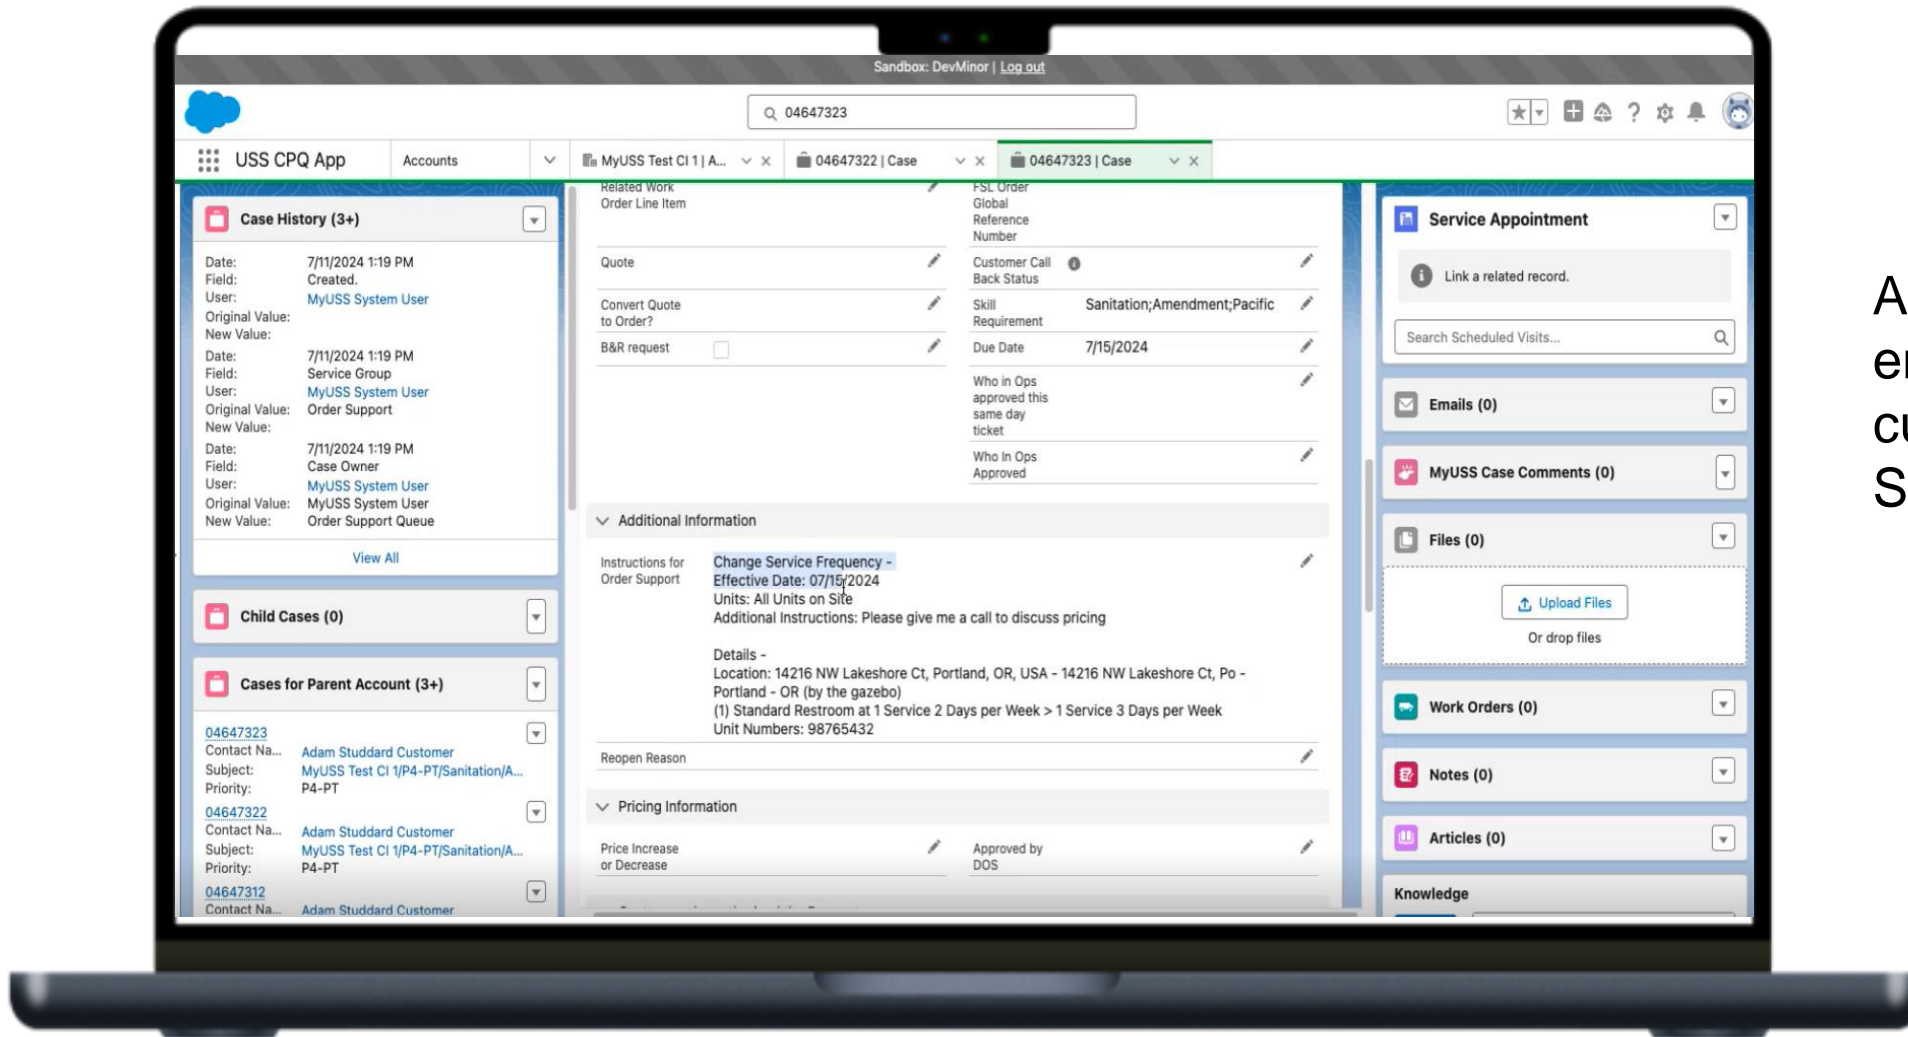 Sandbox: DevMinor | Log out
04647323
USS CPQ App
Accounts
MyUSS Test CI 1 | A...
04647322 | Case
04647323 | Case
Case History (3+)
Date: 7/11/2024 1:19 PM
Field: Created.
User: MyUSS System User
Original Value:
New Value:
Date: 7/11/2024 1:19 PM
Field: Service Group
User: MyUSS System User
Original Value: Order Support
New Value:
Date: 7/11/2024 1:19 PM
Field: Case Owner
User: MyUSS System User
Original Value: MyUSS System User
New Value: Order Support Queue
View All
Child Cases (0)
Cases for Parent Account (3+)
04647323
Contact Na... Adam Studdard Customer
Subject: MyUSS Test CI 1/P4-PT/Sanitation/A...
Priority: P4-PT
04647322
Contact Na... Adam Studdard Customer
Subject: MyUSS Test CI 1/P4-PT/Sanitation/A...
Priority: P4-PT
04647312
Contact Na... Adam Studdard Customer
Related Work
Order Line Item
FSL Order
Global
Reference
Number
Quote
Customer Call
Back Status
Convert Quote
to Order?
Skill
Requirement
Sanitation;Amendment;Pacific
B&R request
Due Date 7/15/2024
Who in Ops
approved this
same day
ticket
Who In Ops
Approved
Additional Information
Instructions for
Order Support
Change Service Frequency -
Effective Date: 07/15/2024
Units: All Units on Site
Additional Instructions: Please give me a call to discuss pricing
Details -
Location: 14216 NW Lakeshore Ct, Portland, OR, USA - 14216 NW Lakeshore Ct, Po -
Portland - OR (by the gazebo)
(1) Standard Restroom at 1 Service 2 Days per Week > 1 Service 3 Days per Week
Unit Numbers: 98765432
Reopen Reason
Pricing Information
Price Increase
or Decrease
Approved by
DOS
Service Appointment
Link a related record.
Search Scheduled Visits...
Emails (0)
MyUSS Case Comments (0)
Files (0)
Upload Files
Or drop files
Work Orders (0)
Notes (0)
Articles (0)
Knowledge